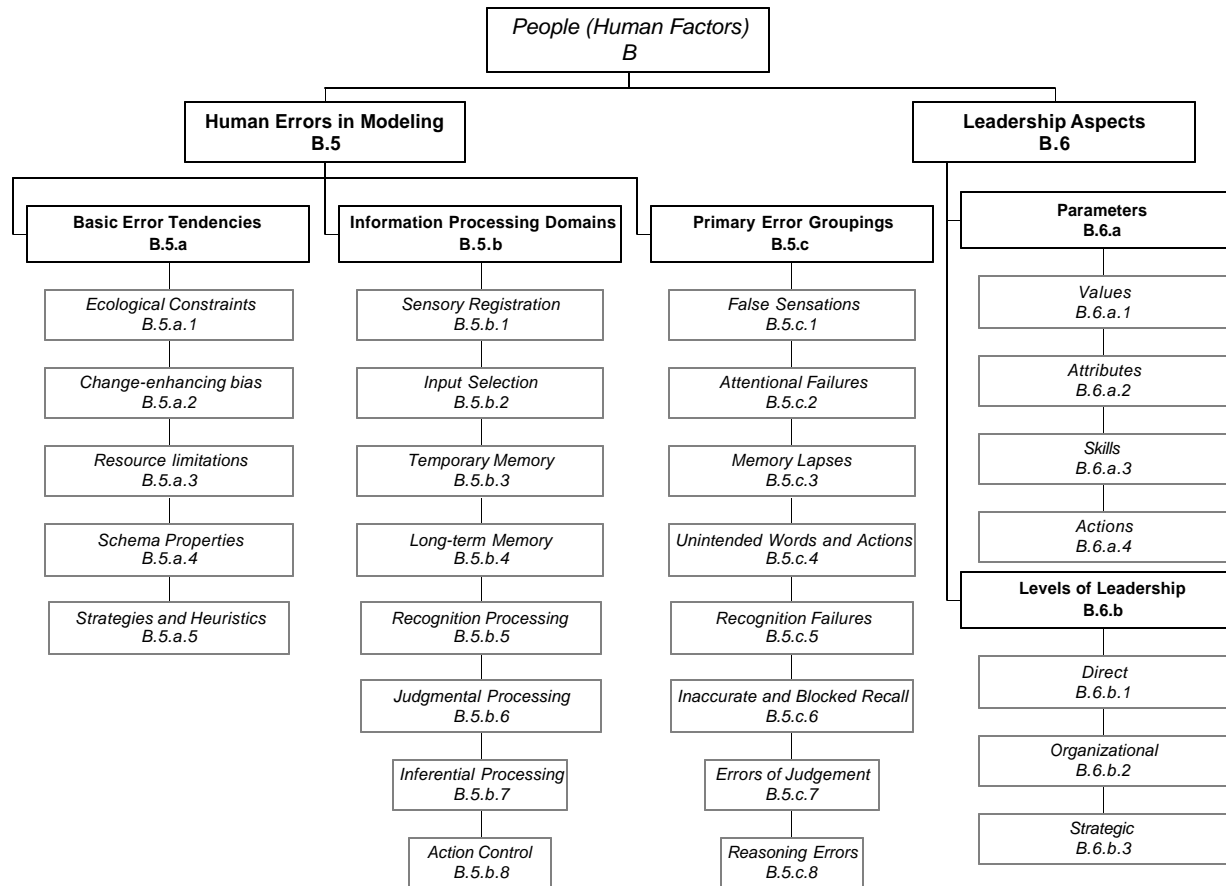 People (Human Factors)
B
Human Errors in Modeling
B.5
Leadership Aspects
B.6
Basic Error Tendencies
B.5.a
Ecological Constraints
B.5.a.1
Change-enhancing bias
B.5.a.2
Resource limitations
B.5.a.3
Schema Properties
B.5.a.4
Strategies and Heuristics
B.5.a.5
Information Processing Domains
B.5.b
Sensory Registration
B.5.b.1
Input Selection
B.5.b.2
Temporary Memory
B.5.b.3
Long-term Memory
B.5.b.4
Recognition Processing
B.5.b.5
Judgmental Processing
B.5.b.6
Inferential Processing
B.5.b.7
Action Control
B.5.b.8
Primary Error Groupings
B.5.c
False Sensations
B.5.c.1
Attentional Failures
B.5.c.2
Memory Lapses
B.5.c.3
Unintended Words and Actions
B.5.c.4
Recognition Failures
B.5.c.5
Inaccurate and Blocked Recall
B.5.c.6
Errors of Judgement
B.5.c.7
Reasoning Errors
B.5.c.8
Parameters
B.6.a
Values
B.6.a.1
Attributes
B.6.a.2
Skills
B.6.a.3
Actions
B.6.a.4
Levels of Leadership
B.6.b
Direct
B.6.b.1
Organizational
B.6.b.2
Strategic
B.6.b.3